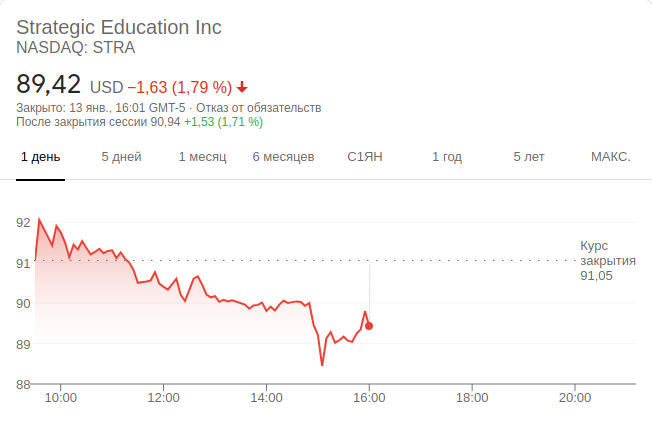 Strategic Education Inc
NASDAQ: STRA
89,42 USD −1,63 (1,79 %)
Закрыто: 13 янв., 16:01 GMT-5 · Отказ от обязательств
После закрытия сессии 90,94 +1,53 (1,71 %)
1 день 5 дней 1 месяц 6 месяцев С1ЯН 1 год 5 лет МАКС.
92
91
90
89
88
Курс
закрытия
91,05
10:00 12:00 14:00 16:00 18:00 20:00